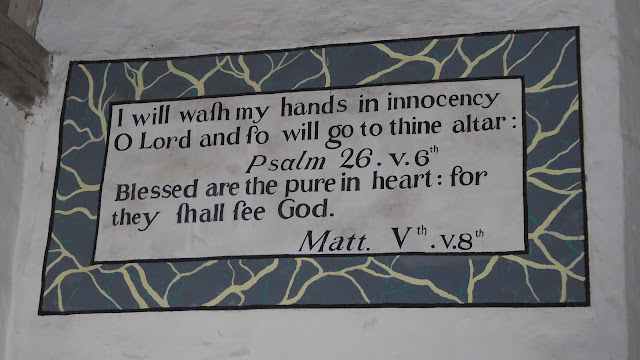 I will waſh my hands in innocency
O Lord and ſo will go to thine altar:
Psalm 26. v. 6th
Blessed are the pure in heart: for
they ſhall ſee God.
Matt. Vth. v. 8th